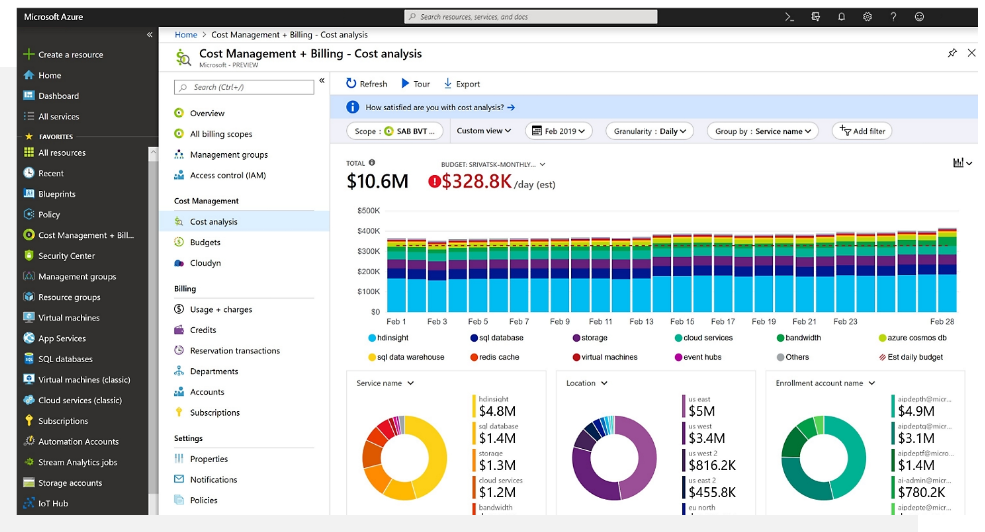 Microsoft Azure
Search resources, services, and docs
Create a resource
Home
Dashboard
All services
FAVORITES
All resources
Recent
Blueprints
Policy
Cost Management + Bill...
Security Center
Management groups
Resource groups
Virtual machines
App Services
SQL databases
Virtual machines (classic)
Cloud services (classic)
Subscriptions
Automation Accounts
Stream Analytics jobs
Storage accounts
IoT Hub
Home > Cost Management + Billing - Cost analysis
Cost Management + Billing - Cost analysis
Microsoft - PREVIEW
Search (Ctrl+/)
Overview
All billing scopes
Management groups
Access control (IAM)
Cost Management
Cost analysis
Budgets
Cloudyn
Billing
Usage + charges
Credits
Reservation transactions
Departments
Accounts
Subscriptions
Settings
Properties
Notifications
Policies
Refresh Tour Export
How satisfied are you with cost analysis? →
Scope : SAB BVT ... Custom view Feb 2019 Granularity : Daily Group by : Service name Add filter
TOTAL BUDGET: SRIVATSK-MONTHLY...
$10.6M $328.8K /day (est)
$500K
$400K
$300K
$200K
$100K
$0
Feb 1 Feb 3 Feb 5 Feb 7 Feb 9 Feb 11 Feb 13 Feb 15 Feb 17 Feb 19 Feb 21 Feb 23 Feb 28
hdinsight sql database storage cloud services bandwidth azure cosmos db
sql data warehouse redis cache virtual machines event hubs Others Est daily budget
Service name
hdinsight
$4.8M
sql database
$1.4M
storage
$1.3M
cloud services
$1.2M
bandwidth
Location
us east
$5M
us west
$3.4M
us west 2
$816.2K
us east 2
$455.8K
eu north
Enrollment account name
aipdepth@micr...
$4.9M
aipdeptg@micr...
$3.1M
aipdeptf@micro...
$1.4M
ai-admin@micr...
$780.2K
aipdepte@micr...